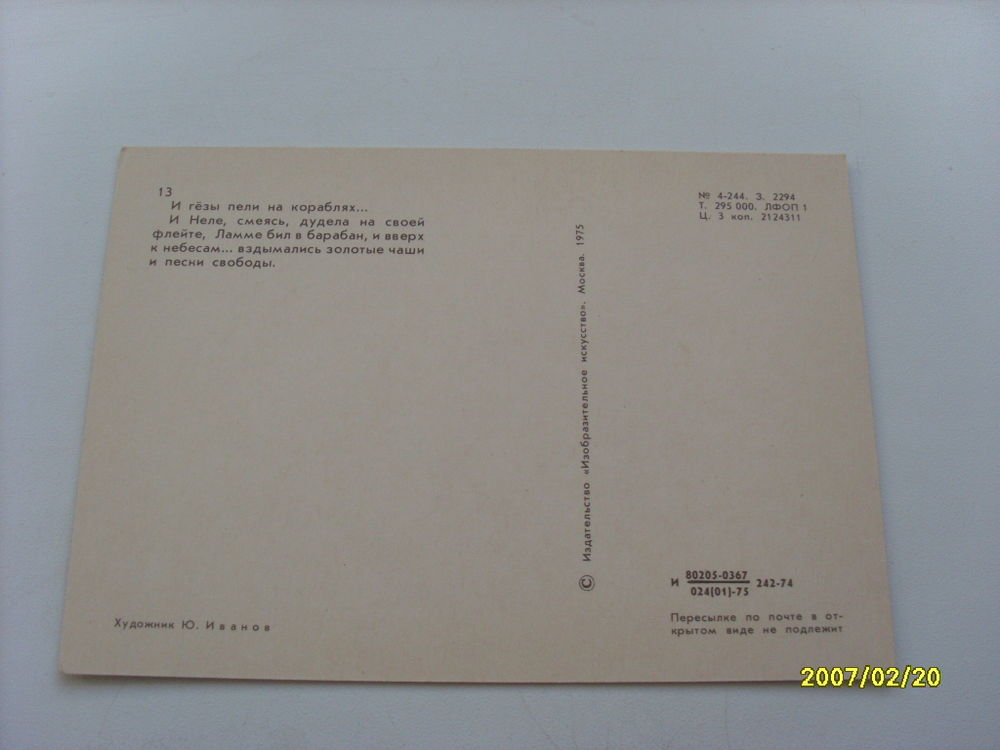 13
И гёзы пели на кораблях...
И Неле, смеясь, дудела на своей
флейте, Ламме бил в барабан, и вверх
к небесам... вздымались золотые чаши
и песни свободы.
Художник Ю. Иванов
© Издательство «Изобразительное искусство». Москва. 1975
№ 4-244. З. 2294
Т. 295 000. ЛФОП 1
Ц. 3 коп. 2124311
И 80205-0367 242-74
024(01)-75
Пересылке по почте в от-
крытом виде не подлежит
2007/02/20